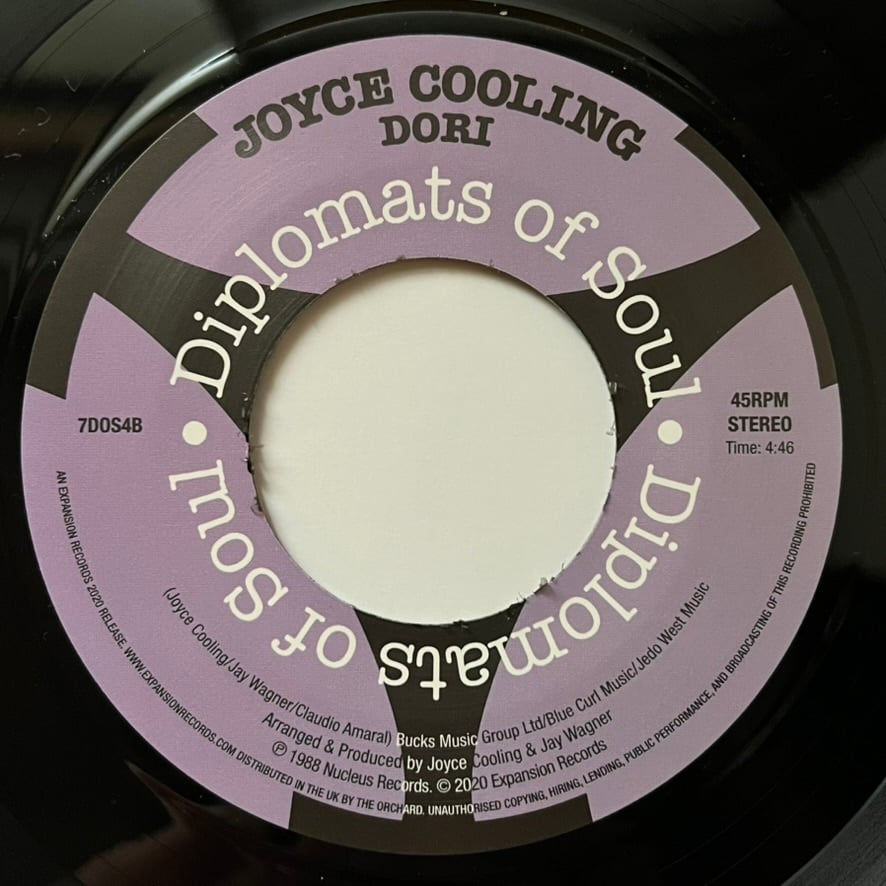 JOYCE COOLING
DORI
Diplomats of Soul • Diplomats of Soul •
7DOS4B
45RPM
STEREO
Time: 4:46
(Joyce Cooling/Jay Wagner/Claudio Amaral) Bucks Music Group Ltd/Blue Curl Music/Jedo West Music
Arranged & Produced by Joyce Cooling & Jay Wagner
℗ 1988 Nucleus Records. © 2020 Expansion Records
AN EXPANSION RECORDS 2020 RELEASE. WWW.EXPANSIONRECORDS.COM DISTRIBUTED IN THE UK BY THE ORCHARD. UNAUTHORISED COPYING, HIRING, LENDING, PUBLIC PERFORMANCE, AND BROADCASTING OF THIS RECORDING PROHIBITED